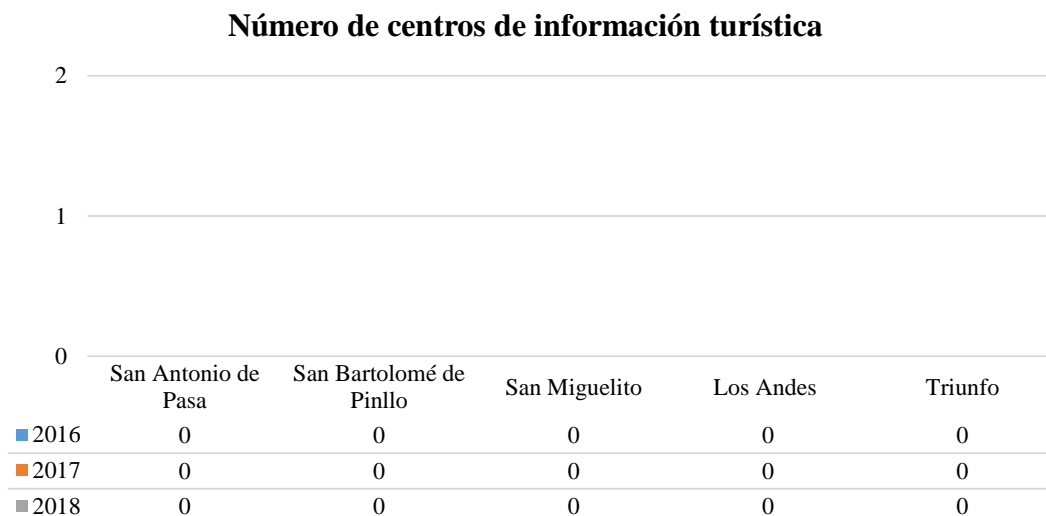 Número de centros de información turística
2
1
0
San Antonio de Pasa San Bartolomé de Pinllo San Miguelito Los Andes Triunfo
2016 0 0 0 0 0
2017 0 0 0 0 0
2018 0 0 0 0 0